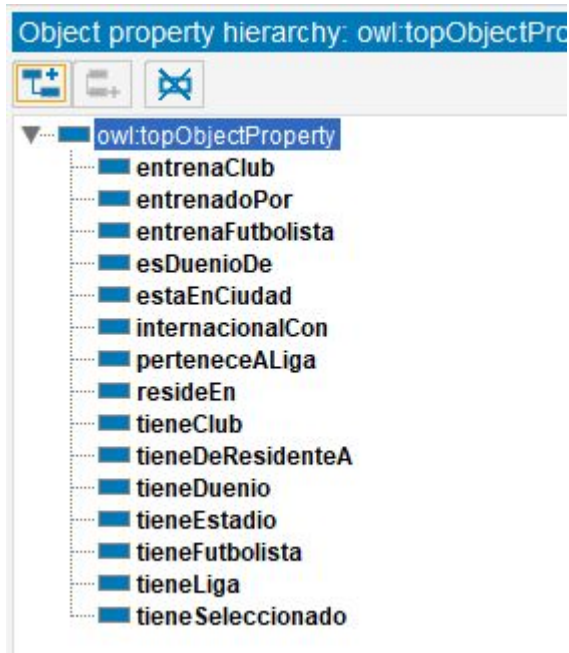 Object property hierarchy: owl:topObjectPro
owl:topObjectProperty
entrenaClub
entrenadoPor
entrenaFutbolista
esDuenioDe
estaEnCiudad
internacionalCon
perteneceALiga
resideEn
tieneClub
tieneDeResidenteA
tieneDuenio
tieneEstadio
tieneFutbolista
tieneLiga
tieneSeleccionado